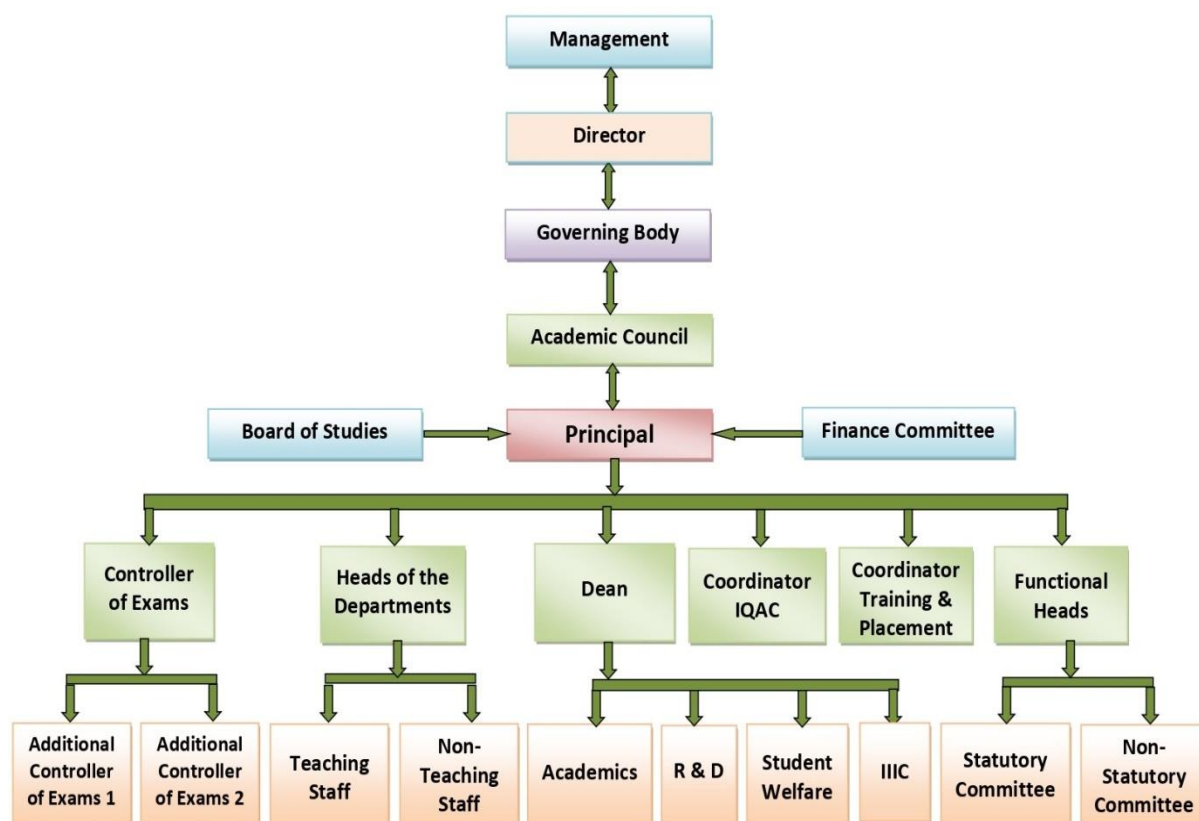 Management
Director
Governing Body
Academic Council
Board of Studies
Principal
Finance Committee
Controller
of Exams
Heads of the
Departments
Dean
Coordinator
IQAC
Coordinator
Training &
Placement
Functional
Heads
Additional
Controller
of Exams 1
Additional
Controller
of Exams 2
Teaching
Staff
Non-
Teaching
Staff
Academics
R & D
Student
Welfare
IIIC
Statutory
Committee
Non-
Statutory
Committee